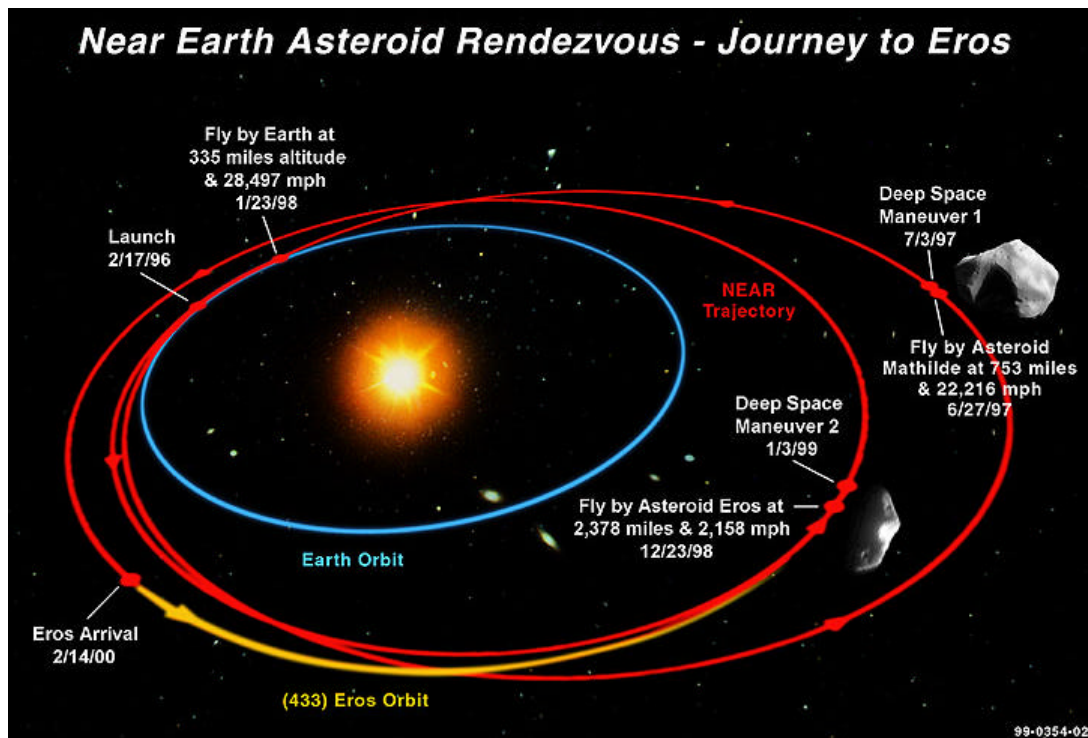 Near Earth Asteroid Rendezvous - Journey to Eros
Fly by Earth at
335 miles altitude
& 28,497 mph
1/23/98
Launch
2/17/96
Deep Space
Maneuver 1
7/3/97
NEAR
Trajectory
Fly by Asteroid
Mathilde at 753 miles
& 22,216 mph
6/27/97
Deep Space
Maneuver 2
1/3/99
Fly by Asteroid Eros at
2,378 miles & 2,158 mph
12/23/98
Earth Orbit
Eros Arrival
2/14/00
(433) Eros Orbit
99-0354-02